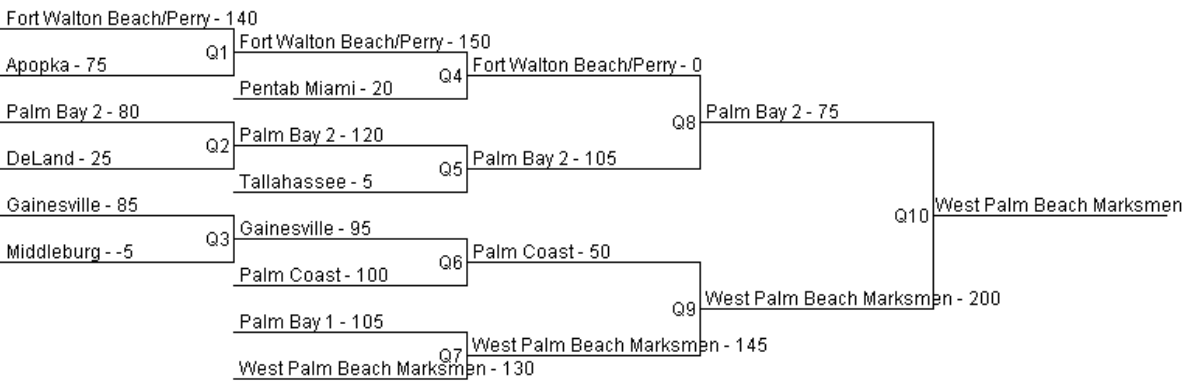 Fort Walton Beach/Perry - 140
Q1
Apopka - 75
Palm Bay 2 - 80
Q2
DeLand - 25
Gainesville - 85
Q3
Middleburg - -5
Fort Walton Beach/Perry - 150
Q4
Pentab Miami - 20
Palm Bay 2 - 120
Q5
Tallahassee - 5
Gainesville - 95
Q6
Palm Coast - 100
Palm Bay 1 - 105
Q7
West Palm Beach Marksmen - 130
Fort Walton Beach/Perry - 0
Q8
Palm Bay 2 - 105
Palm Coast - 50
Q9
West Palm Beach Marksmen - 145
Palm Bay 2 - 75
Q10
West Palm Beach Marksmen - 200
West Palm Beach Marksmen